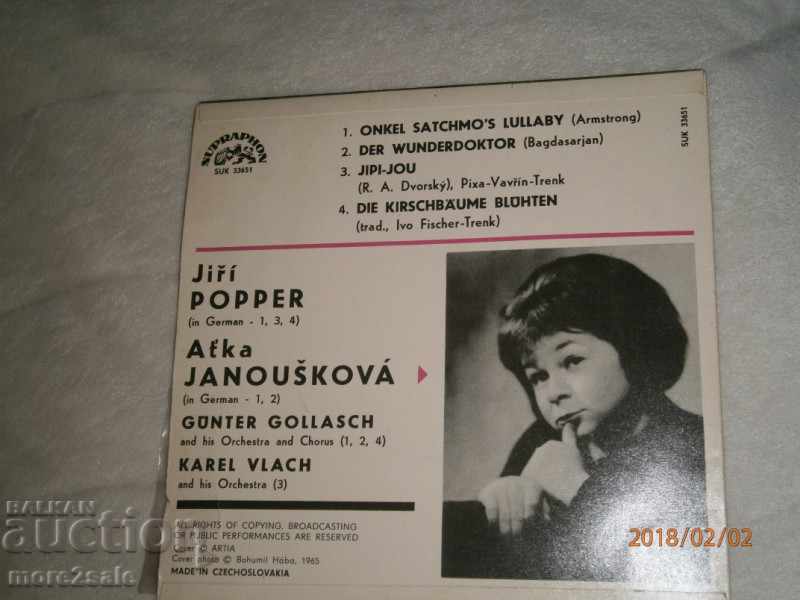 SUPRAPHON
SUK 33651
1. ONKEL SATCHMO'S LULLABY (Armstrong)
2. DER WUNDERDOKTOR (Bagdasarjan)
3. JIPI-JOU
(R. A. Dvorský), Pixa-Vavřín-Trenk
4. DIE KIRSCHBÄUME BLÜHTEN
(trad., Ivo Fischer-Trenk)
SUK 33651
Jiří
POPPER
(in German - 1, 3, 4)
Aťka
JANOUŠKOVÁ
(in German - 1, 2)
GÜNTER GOLLASCH
and his Orchestra and Chorus (1, 2, 4)
KAREL VLACH
and his Orchestra (3)
ALL RIGHTS OF COPYING, BROADCASTING
OR PUBLIC PERFORMANCES ARE RESERVED
Cover © ARTIA
Cover photo © Bohumil Hába, 1965
MADE IN CZECHOSLOVAKIA
BALKAN
auction
more2sale
2018/02/02